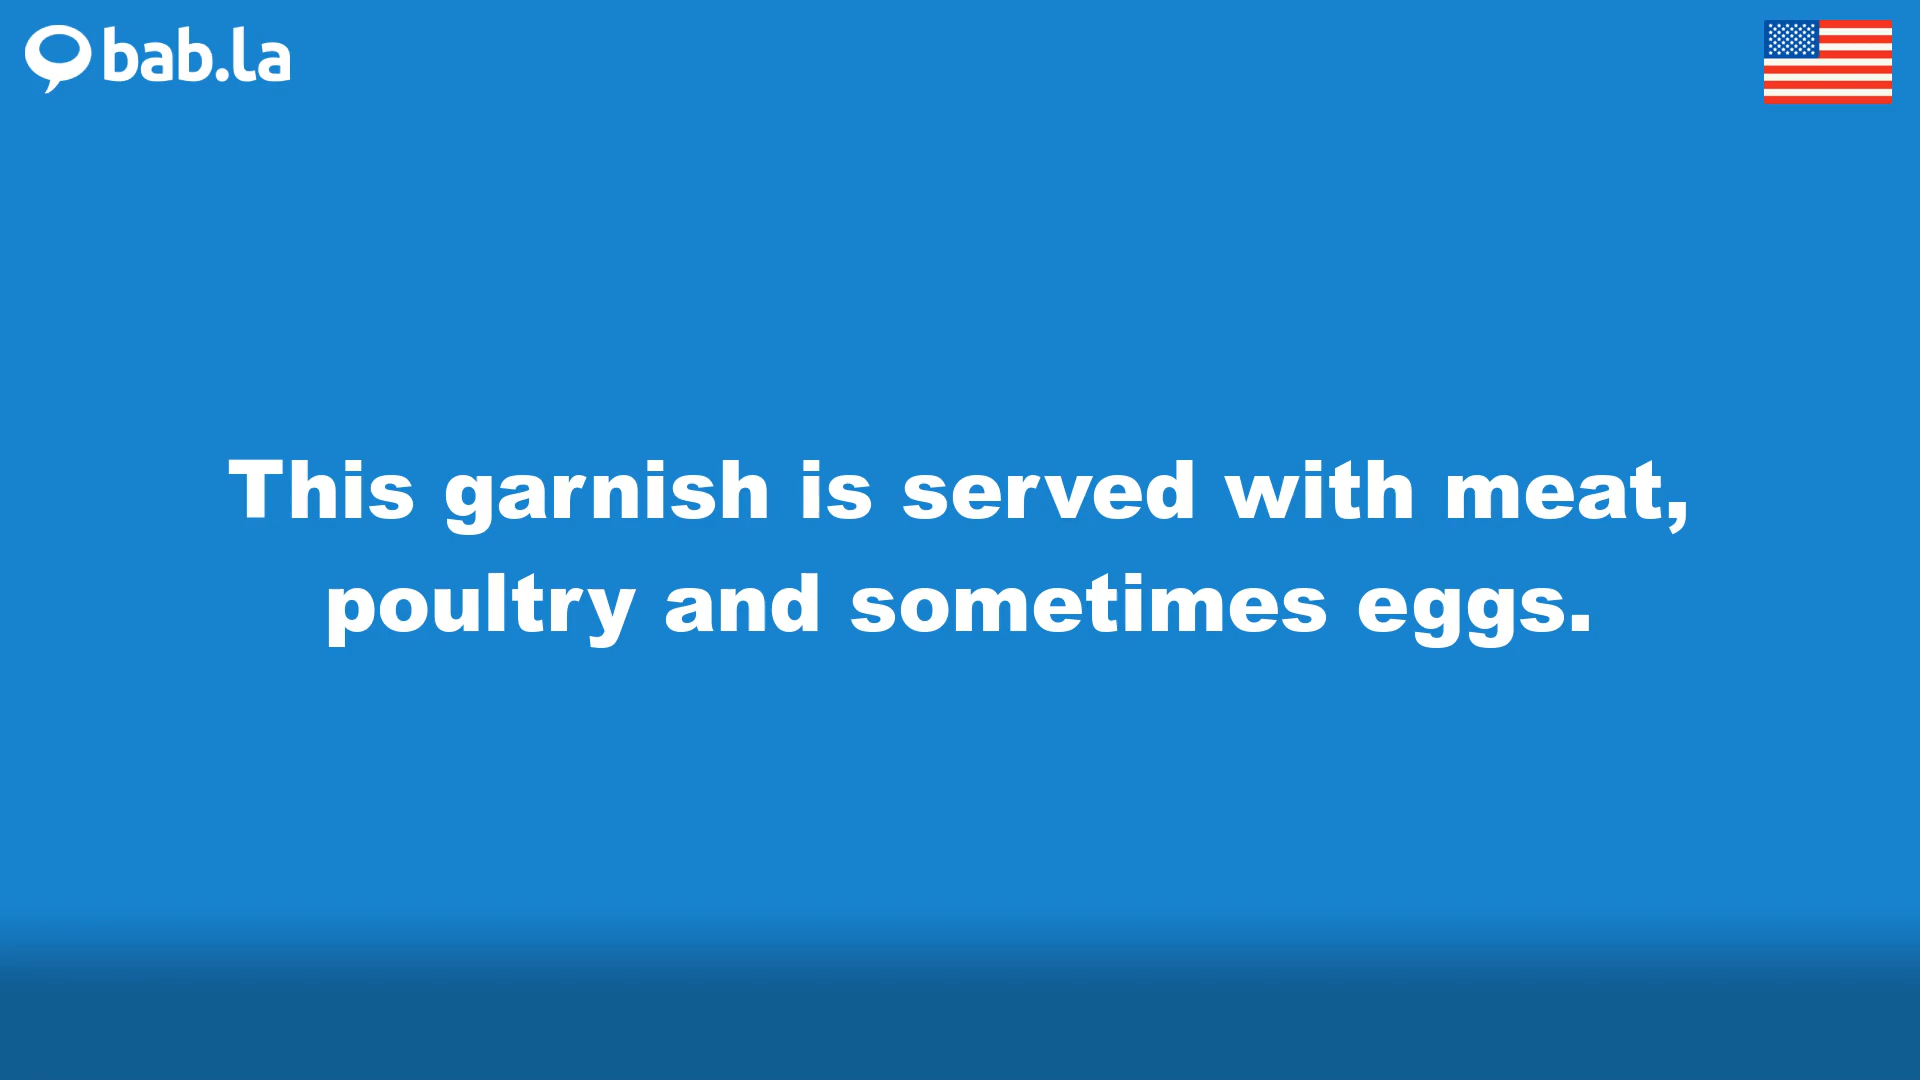 bab.la
This garnish is served with meat,
poultry and sometimes eggs.